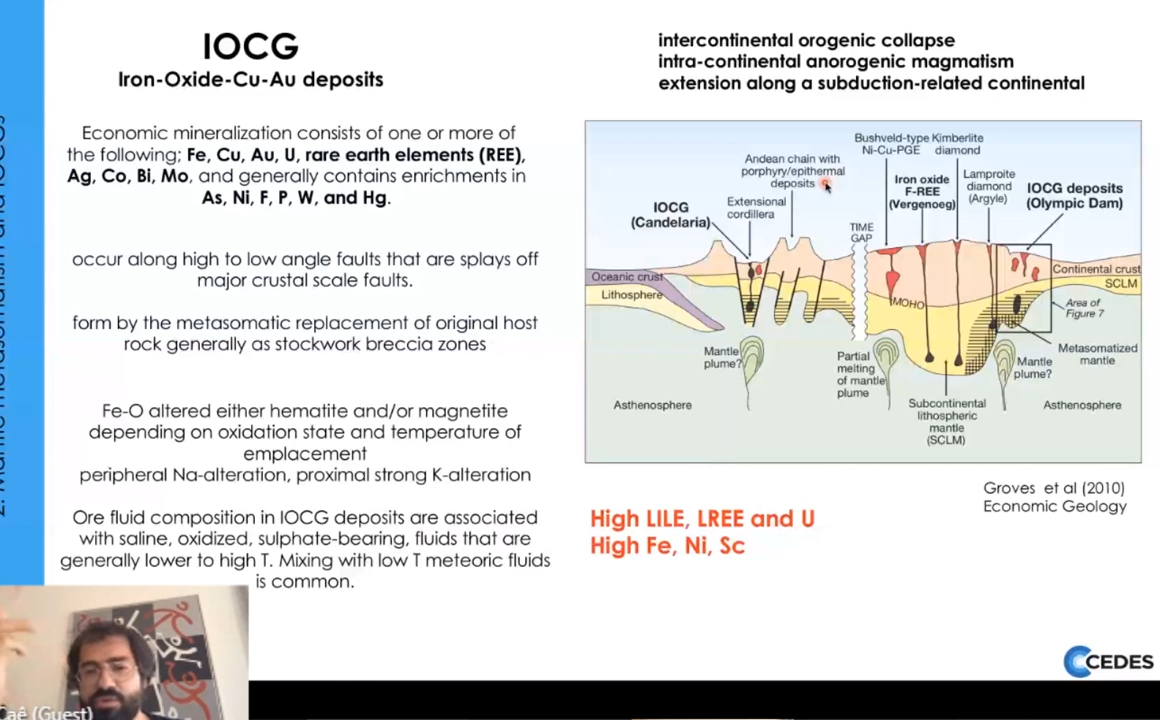 2. Mantle metasomatism and IOCGs
IOCG
Iron-Oxide-Cu-Au deposits
Economic mineralization consists of one or more of
the following; Fe, Cu, Au, U, rare earth elements (REE),
Ag, Co, Bi, Mo, and generally contains enrichments in
As, Ni, F, P, W, and Hg.
occur along high to low angle faults that are splays off
major crustal scale faults.
form by the metasomatic replacement of original host
rock generally as stockwork breccia zones
Fe-O altered either hematite and/or magnetite
depending on oxidation state and temperature of
emplacement
peripheral Na-alteration, proximal strong K-alteration
Ore fluid composition in IOCG deposits are associated
with saline, oxidized, sulphate-bearing, fluids that are
generally lower to high T. Mixing with low T meteoric fluids
is common.
intercontinental orogenic collapse
intra-continental anorogenic magmatism
extension along a subduction-related continental
IOCG
(Candelaria)
Extensional
cordillera
Andean chain with
porphyry/epithermal
deposits
TIME
GAP
Bushveld-type
Ni-Cu-PGE
Kimberlite
diamond
Iron oxide
F-REE
(Vergenoeg)
Lamproite
diamond
(Argyle)
IOCG deposits
(Olympic Dam)
Oceanic crust
Lithosphere
MOHO
Continental crust
SCLM
Area of
Figure 7
Metasomatized
mantle
Mantle
plume?
Partial
melting
of mantle
plume
Mantle
plume?
Asthenosphere
Subcontinental
lithospheric
mantle
(SCLM)
Asthenosphere
Groves et al (2010)
Economic Geology
High LILE, LREE and U
High Fe, Ni, Sc
CEDES
Caê (Guest)